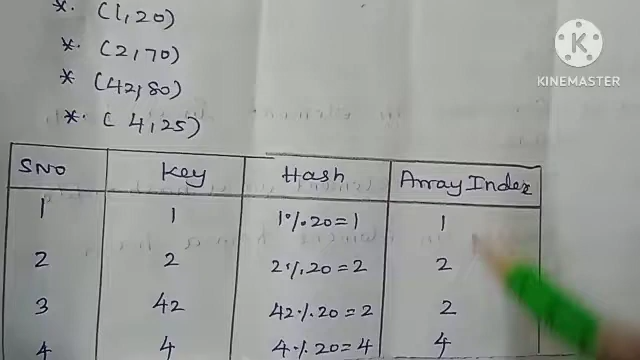 *. (1,20)
K
KINEMASTER
*. (2,70)
* (42,80)
*. (4,25)
SNO Key Hash Array Index
1 1 1%20=1 1
2 2 2%20=2 2
3 42 42%20=2 2
4 4 4%20=4 4